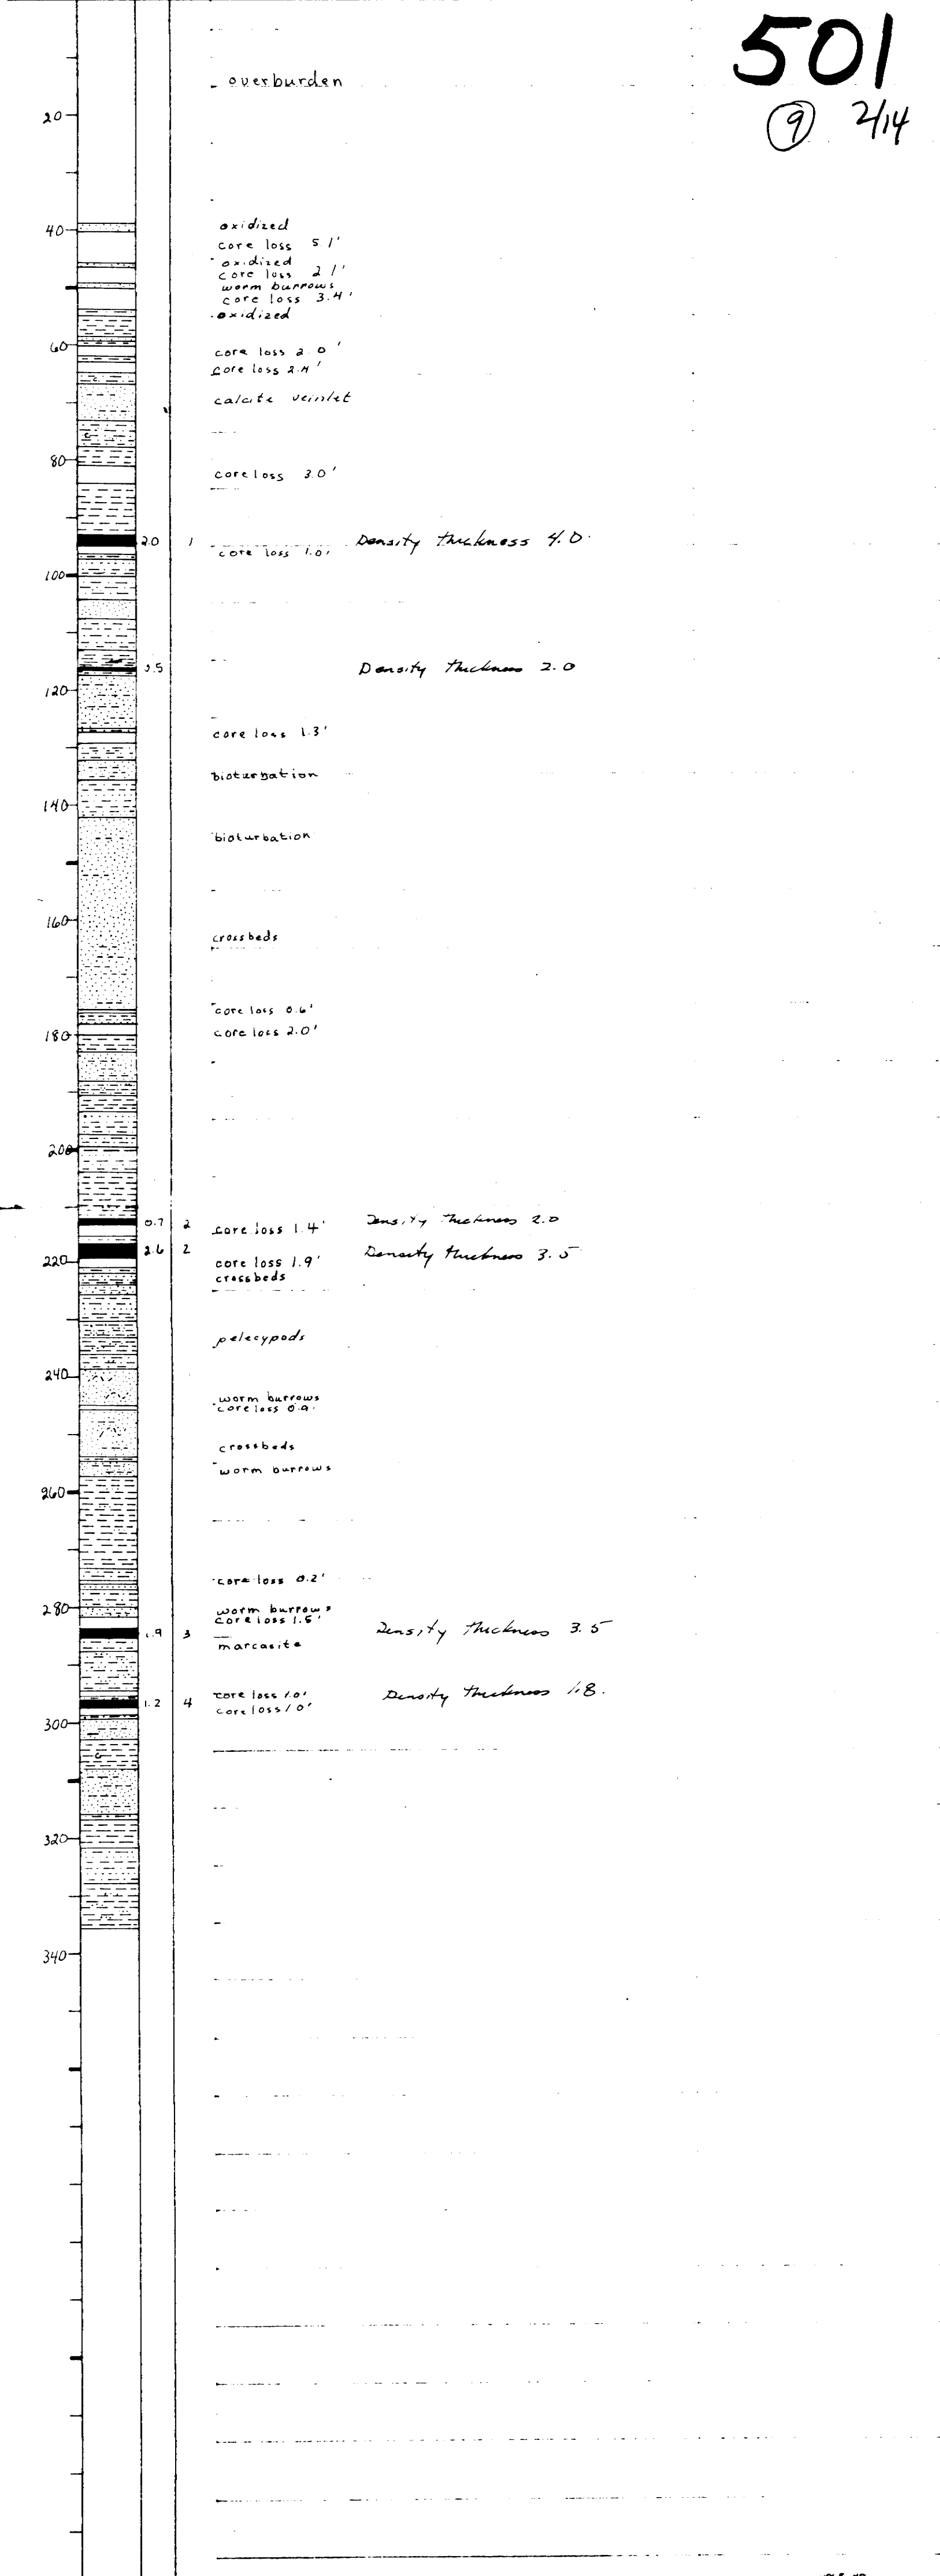 501
9 2/14
overburden
20
40
oxidized
core loss 5.1'
oxidized
core loss 2.1'
worm burrows
core loss 3.4'
oxidized
60
core loss 2.0'
core loss 2.4'
c
calcite veinlet
c
80
core loss 3.0'
2.0 1 Density thickness 4.0
core loss 1.0'
100
Density thickness 2.0
120
core loss 1.3'
bioturbation
140
bioturbation
160
crossbeds
core loss 0.6'
180
core loss 2.0'
200
0.7 2 core loss 1.4' Density thickness 2.0
2.6 2 Density thickness 3.5
220
core loss 1.9'
crossbeds
pelecypods
240
worm burrows
core loss 0.9
crossbeds
worm burrows
260
core loss 0.2'
280
worm burrows
core loss 1.5'
3 Density thickness 3.5
marcasite
1.2 4 core loss 1.0' Density thickness 1.8.
core loss 1.0'
300
c
320
340